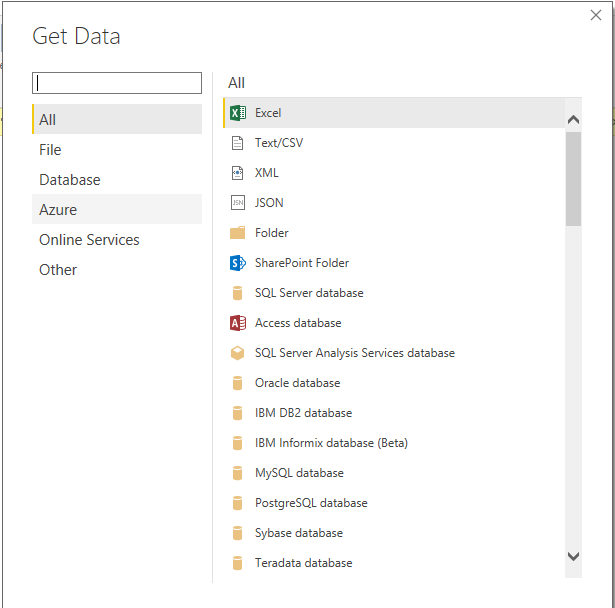 Get Data
All
File
Database
Azure
Online Services
Other
All
Excel
Text/CSV
XML
JSON
Folder
SharePoint Folder
SQL Server database
Access database
SQL Server Analysis Services database
Oracle database
IBM DB2 database
IBM Informix database (Beta)
MySQL database
PostgreSQL database
Sybase database
Teradata database